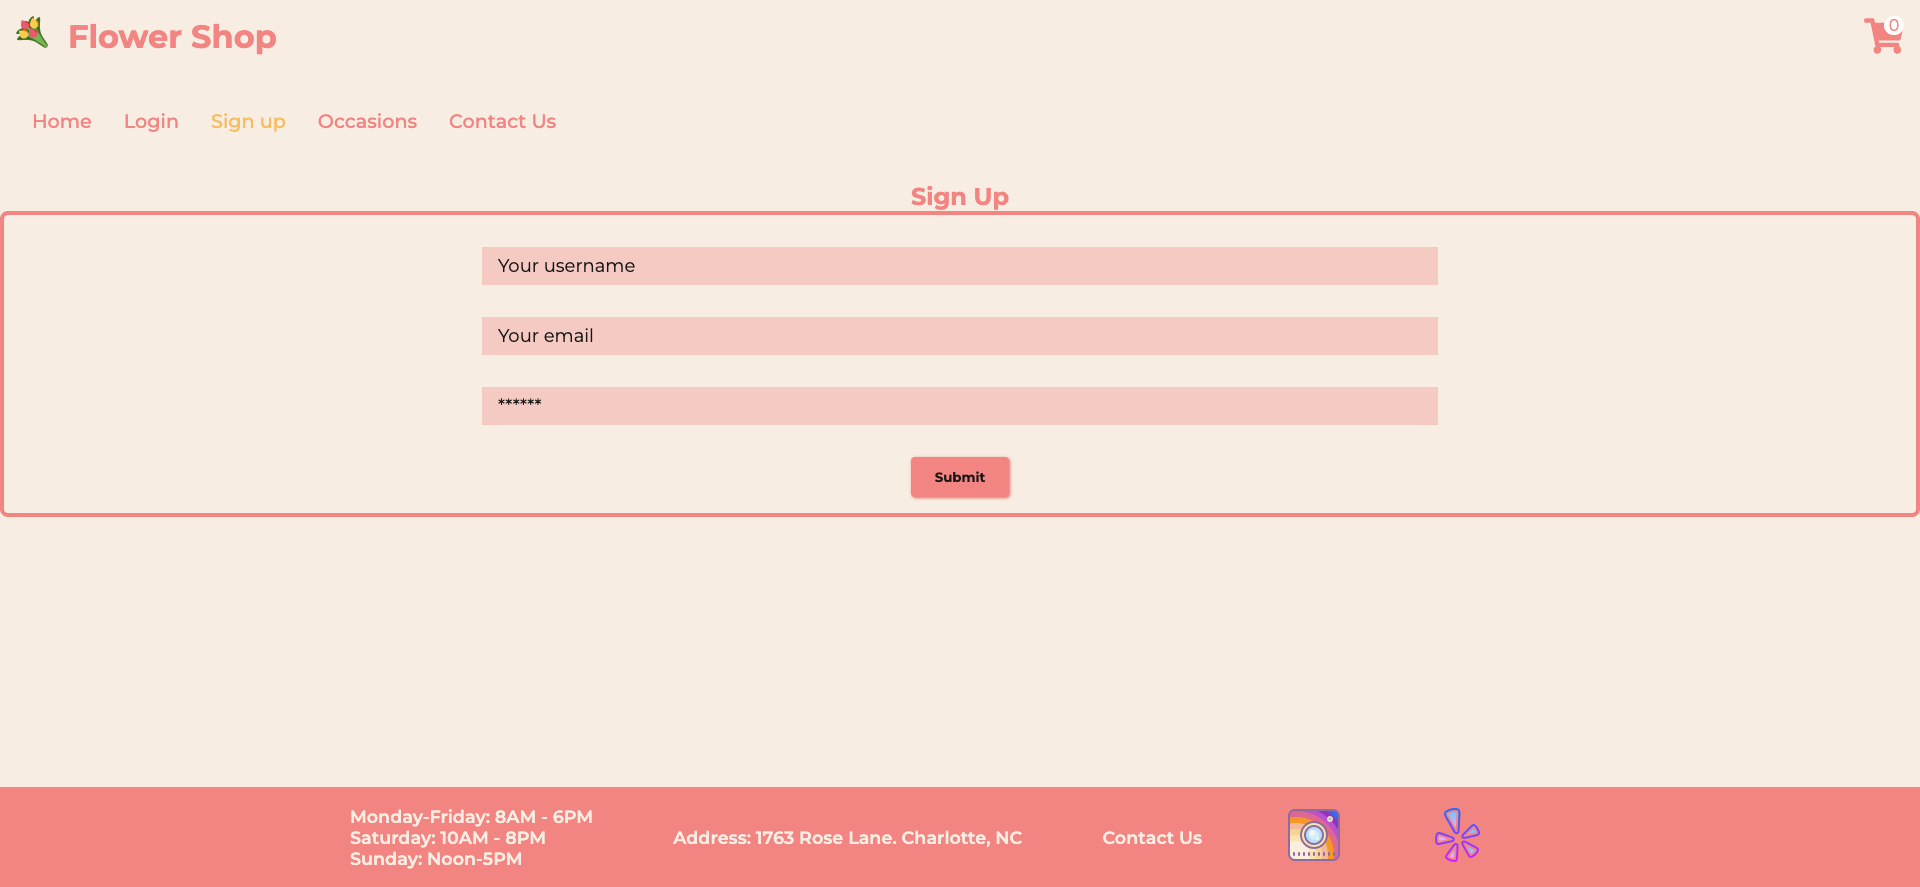 Flower Shop
0
Home Login Sign up Occasions Contact Us
Sign Up
Your username
Your email
******
Submit
Monday-Friday: 8AM - 6PM
Saturday: 10AM - 8PM
Sunday: Noon-5PM
Address: 1763 Rose Lane. Charlotte, NC
Contact Us